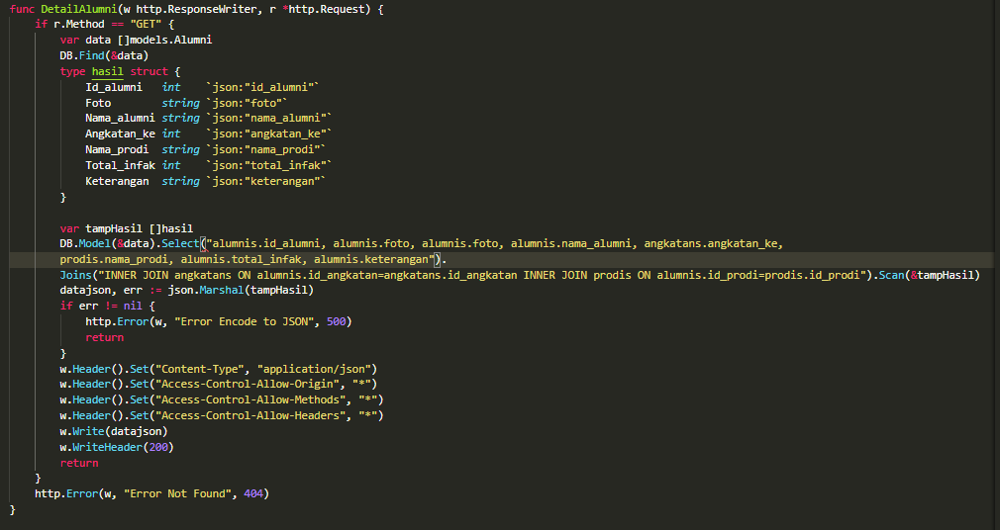 func DetailAlumni(w http.ResponseWriter, r *http.Request) {
    if r.Method == "GET" {
        var data []models.Alumni
        DB.Find(&data)
        type hasil struct {
            Id_alumni   int    `json:"id_alumni"`
            Foto        string `json:"foto"`
            Nama_alumni string `json:"nama_alumni"`
            Angkatan_ke int    `json:"angkatan_ke"`
            Nama_prodi  string `json:"nama_prodi"`
            Total_infak int    `json:"total_infak"`
            Keterangan  string `json:"keterangan"`
        }
        var tampHasil []hasil
        DB.Model(&data).Select("alumnis.id_alumni, alumnis.foto, alumnis.foto, alumnis.nama_alumni, angkatans.angkatan_ke,
        prodis.nama_prodi, alumnis.total_infak, alumnis.keterangan").
        Joins("INNER JOIN angkatans ON alumnis.id_angkatan=angkatans.id_angkatan INNER JOIN prodis ON alumnis.id_prodi=prodis.id_prodi").Scan(&tampHasil)
        datajson, err := json.Marshal(tampHasil)
        if err != nil {
            http.Error(w, "Error Encode to JSON", 500)
            return
        }
        w.Header().Set("Content-Type", "application/json")
        w.Header().Set("Access-Control-Allow-Origin", "*")
        w.Header().Set("Access-Control-Allow-Methods", "*")
        w.Header().Set("Access-Control-Allow-Headers", "*")
        w.Write(datajson)
        w.WriteHeader(200)
        return
    }
    http.Error(w, "Error Not Found", 404)
}